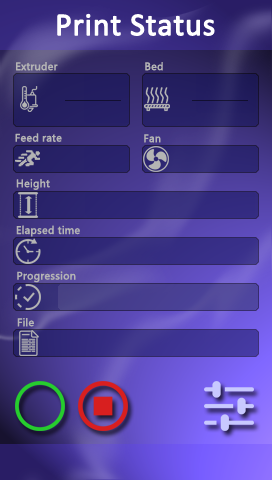 Print Status
Extruder
Bed
Feed rate
Fan
Height
Elapsed time
Progression
File